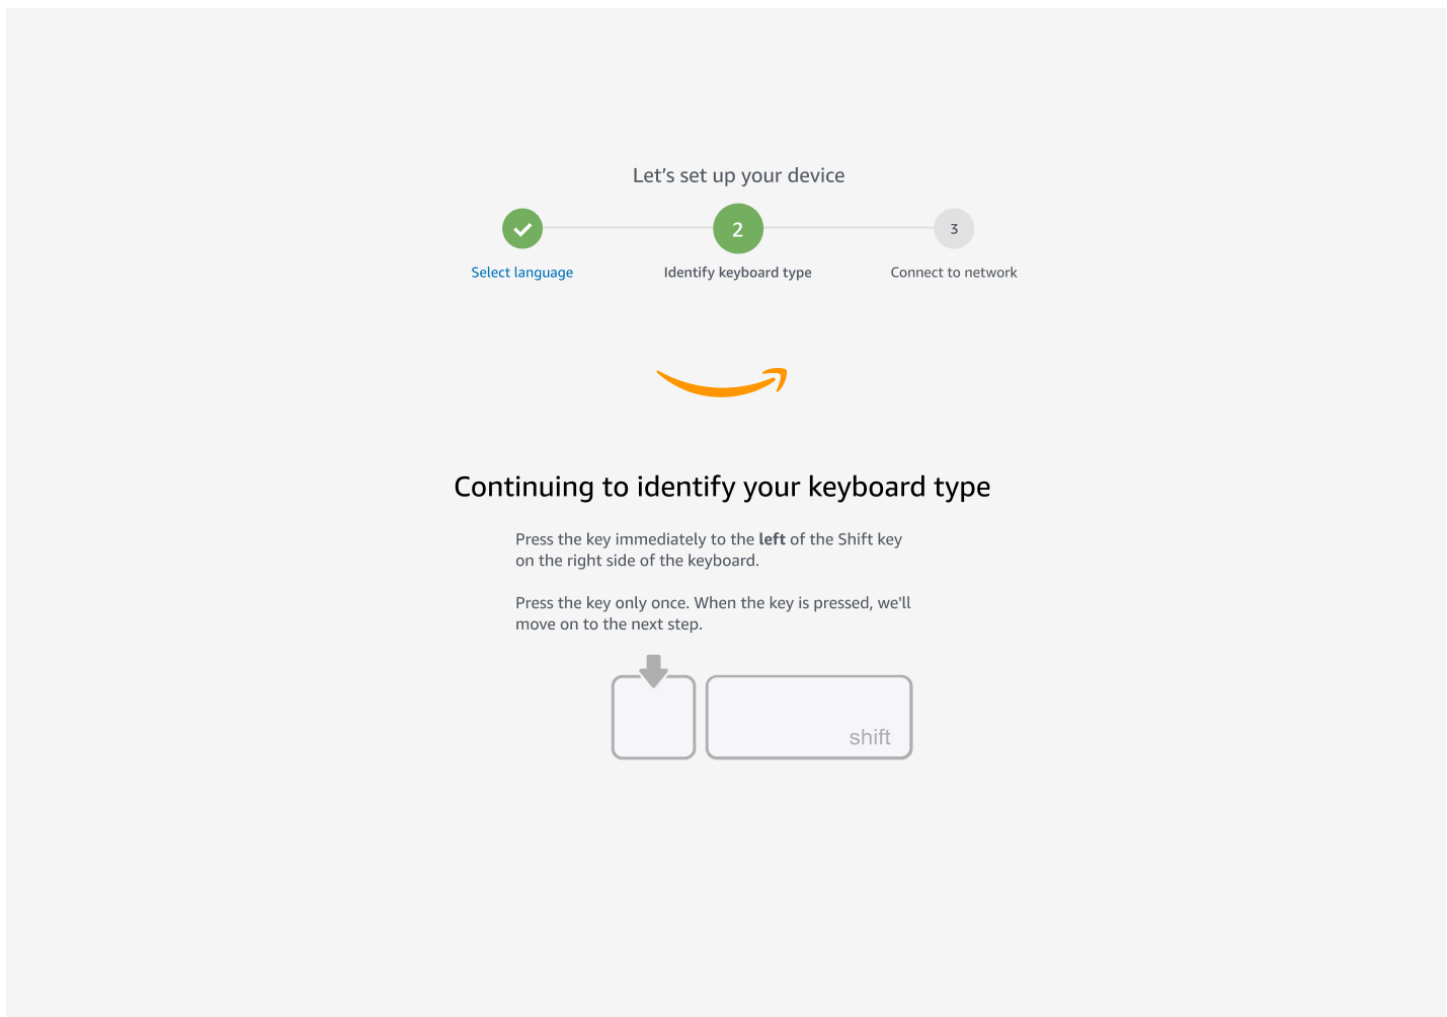 Let's set up your device
2
3
Select language
Identify keyboard type
Connect to network
Continuing to identify your keyboard type
Press the key immediately to the left of the Shift key
on the right side of the keyboard.
Press the key only once. When the key is pressed, we'll
move on to the next step.
shift